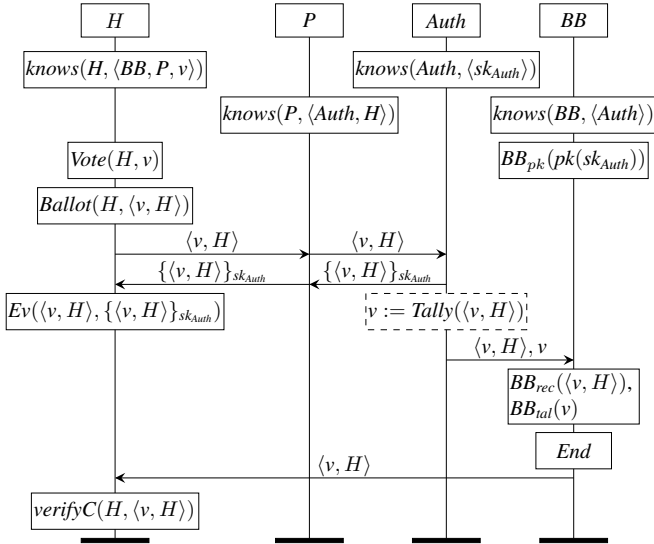 H P Auth BB
knows(H, ⟨BB, P, v⟩) knows(Auth, ⟨sk_Auth⟩)
knows(P, ⟨Auth, H⟩) knows(BB, ⟨Auth⟩)
Vote(H, v) BB_pk(pk(sk_Auth))
Ballot(H, ⟨v, H⟩)
⟨v, H⟩ ⟨v, H⟩
{⟨v, H⟩}_sk_Auth {⟨v, H⟩}_sk_Auth
Ev(⟨v, H⟩, {⟨v, H⟩}_sk_Auth) v := Tally(⟨v, H⟩)
⟨v, H⟩, v
BB_rec(⟨v, H⟩),
BB_tal(v)
End
⟨v, H⟩
verifyC(H, ⟨v, H⟩)